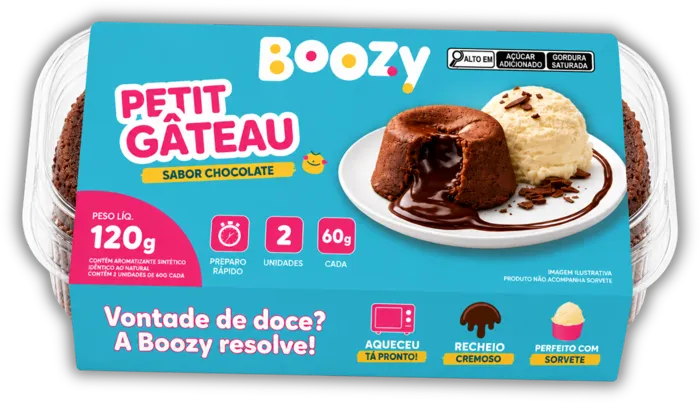 BOOZY
ALTO EM
AÇÚCAR
ADICIONADO
GORDURA
SATURADA
PETIT
GÂTEAU
SABOR CHOCOLATE
PESO LÍQ.
120g
CONTÉM AROMATIZANTE SINTÉTICO
IDÊNTICO AO NATURAL
CONTÉM 2 UNIDADES DE 60G CADA
PREPARO
RÁPIDO
2
UNIDADES
60g
CADA
IMAGEM ILUSTRATIVA
PRODUTO NÃO ACOMPANHA SORVETE
Vontade de doce?
A Boozy resolve!
AQUECEU
TÁ PRONTO!
RECHEIO
CREMOSO
PERFEITO COM
SORVETE